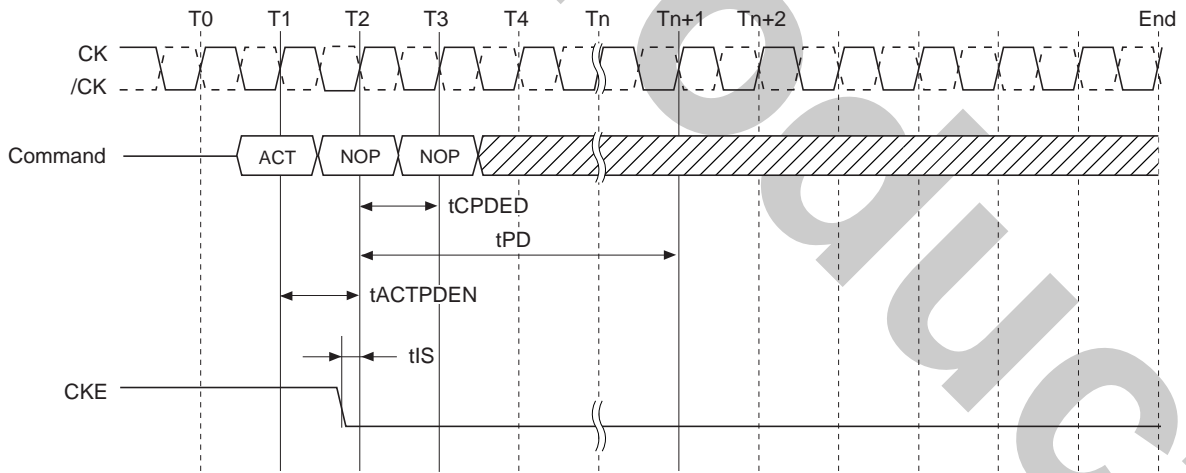 T0 T1 T2 T3 T4 Tn Tn+1 Tn+2 End
CK
/CK
Command ACT NOP NOP
tCPDED
tPD
tACTPDEN
tIS
CKE